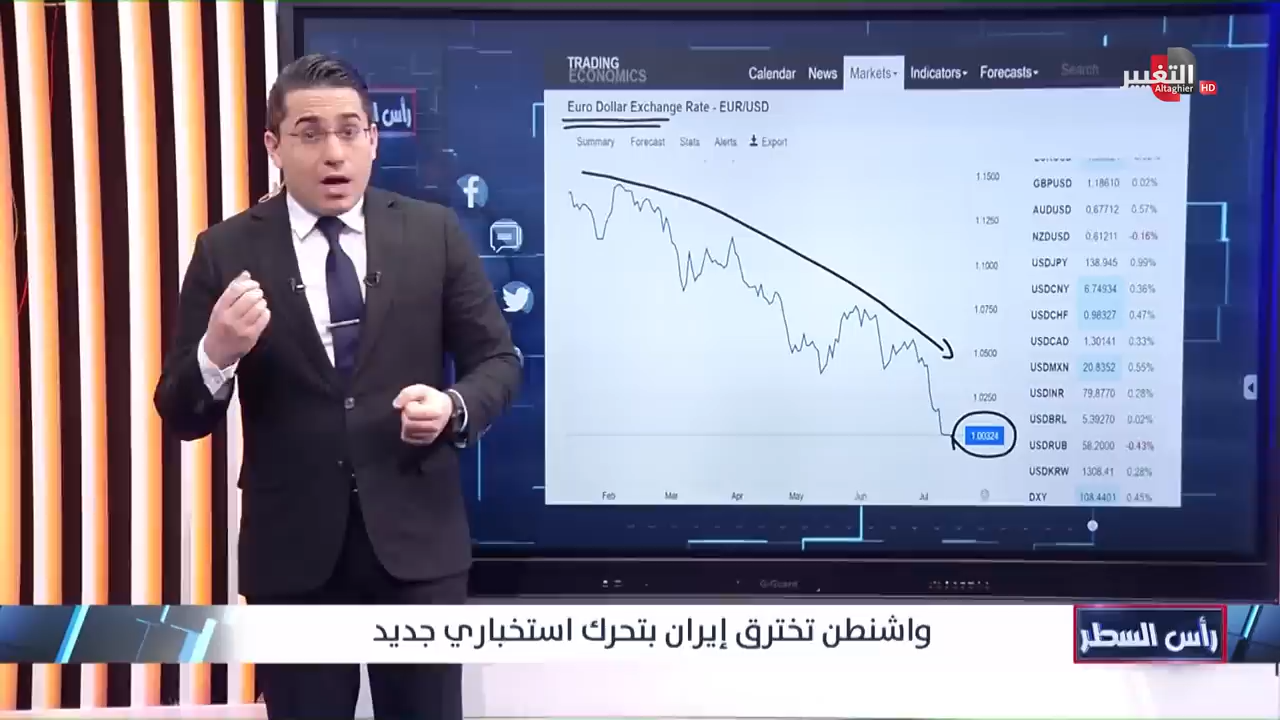 التغيير
Altaghier HD
TRADING
ECONOMICS
Calendar News Markets Indicators Forecasts Search
Euro Dollar Exchange Rate - EUR/USD
Summary Forecast Stats Alerts Export
رأس
1.1500
1.1250
1.1000
1.0750
1.0500
1.0250
1.00324
Feb Mar Apr May Jun Jul
GBPUSD 1.18610 0.02%
AUDUSD 0.67712 0.57%
NZDUSD 0.61211 -0.16%
USDJPY 138.945 0.99%
USDCNY 6.74934 0.36%
USDCHF 0.98327 0.47%
USDCAD 1.30141 0.33%
USDMXN 20.8352 0.55%
USDINR 79.8770 0.28%
USDBRL 5.39270 0.02%
USDRUB 58.2000 -0.43%
USDKRW 1308.41 0.28%
DXY 108.4401 0.45%
واشنطن تخترق إيران بتحرك استخباري جديد
رأس السطر